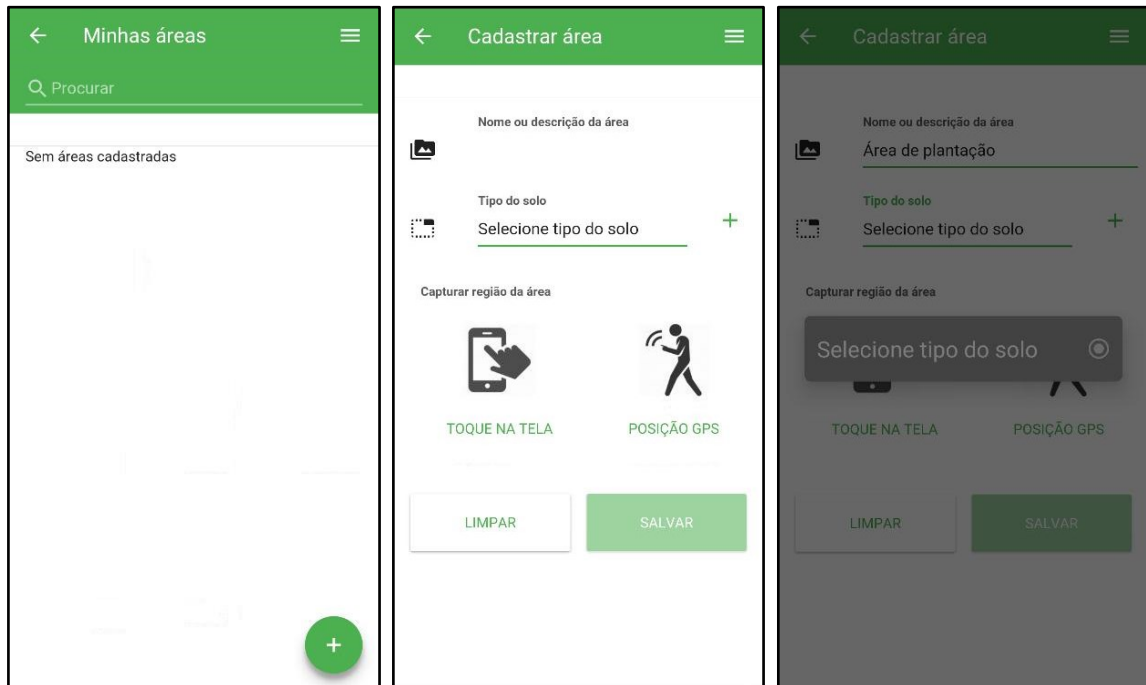 Minhas áreas
Procurar
Sem áreas cadastradas
+
Cadastrar área
Nome ou descrição da área
Tipo do solo
Selecione tipo do solo
+
Capturar região da área
TOQUE NA TELA
POSIÇÃO GPS
LIMPAR
SALVAR
Cadastrar área
Nome ou descrição da área
Área de plantação
Tipo do solo
Selecione tipo do solo
+
Capturar região da área
Selecione tipo do solo
TOQUE NA TELA
POSIÇÃO GPS
LIMPAR
SALVAR